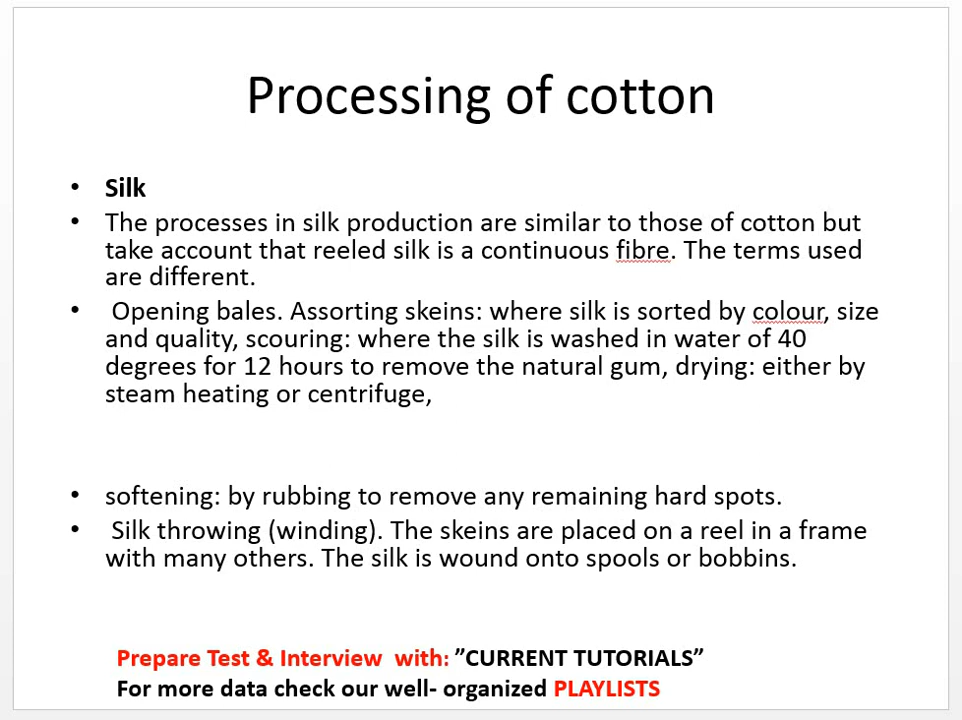 Processing of cotton
• Silk
• The processes in silk production are similar to those of cotton but
take account that reeled silk is a continuous fibre. The terms used
are different.
• Opening bales. Assorting skeins: where silk is sorted by colour, size
and quality, scouring: where the silk is washed in water of 40
degrees for 12 hours to remove the natural gum, drying: either by
steam heating or centrifuge,
• softening: by rubbing to remove any remaining hard spots.
• Silk throwing (winding). The skeins are placed on a reel in a frame
with many others. The silk is wound onto spools or bobbins.
Prepare Test & Interview with: ”CURRENT TUTORIALS”
For more data check our well- organized PLAYLISTS